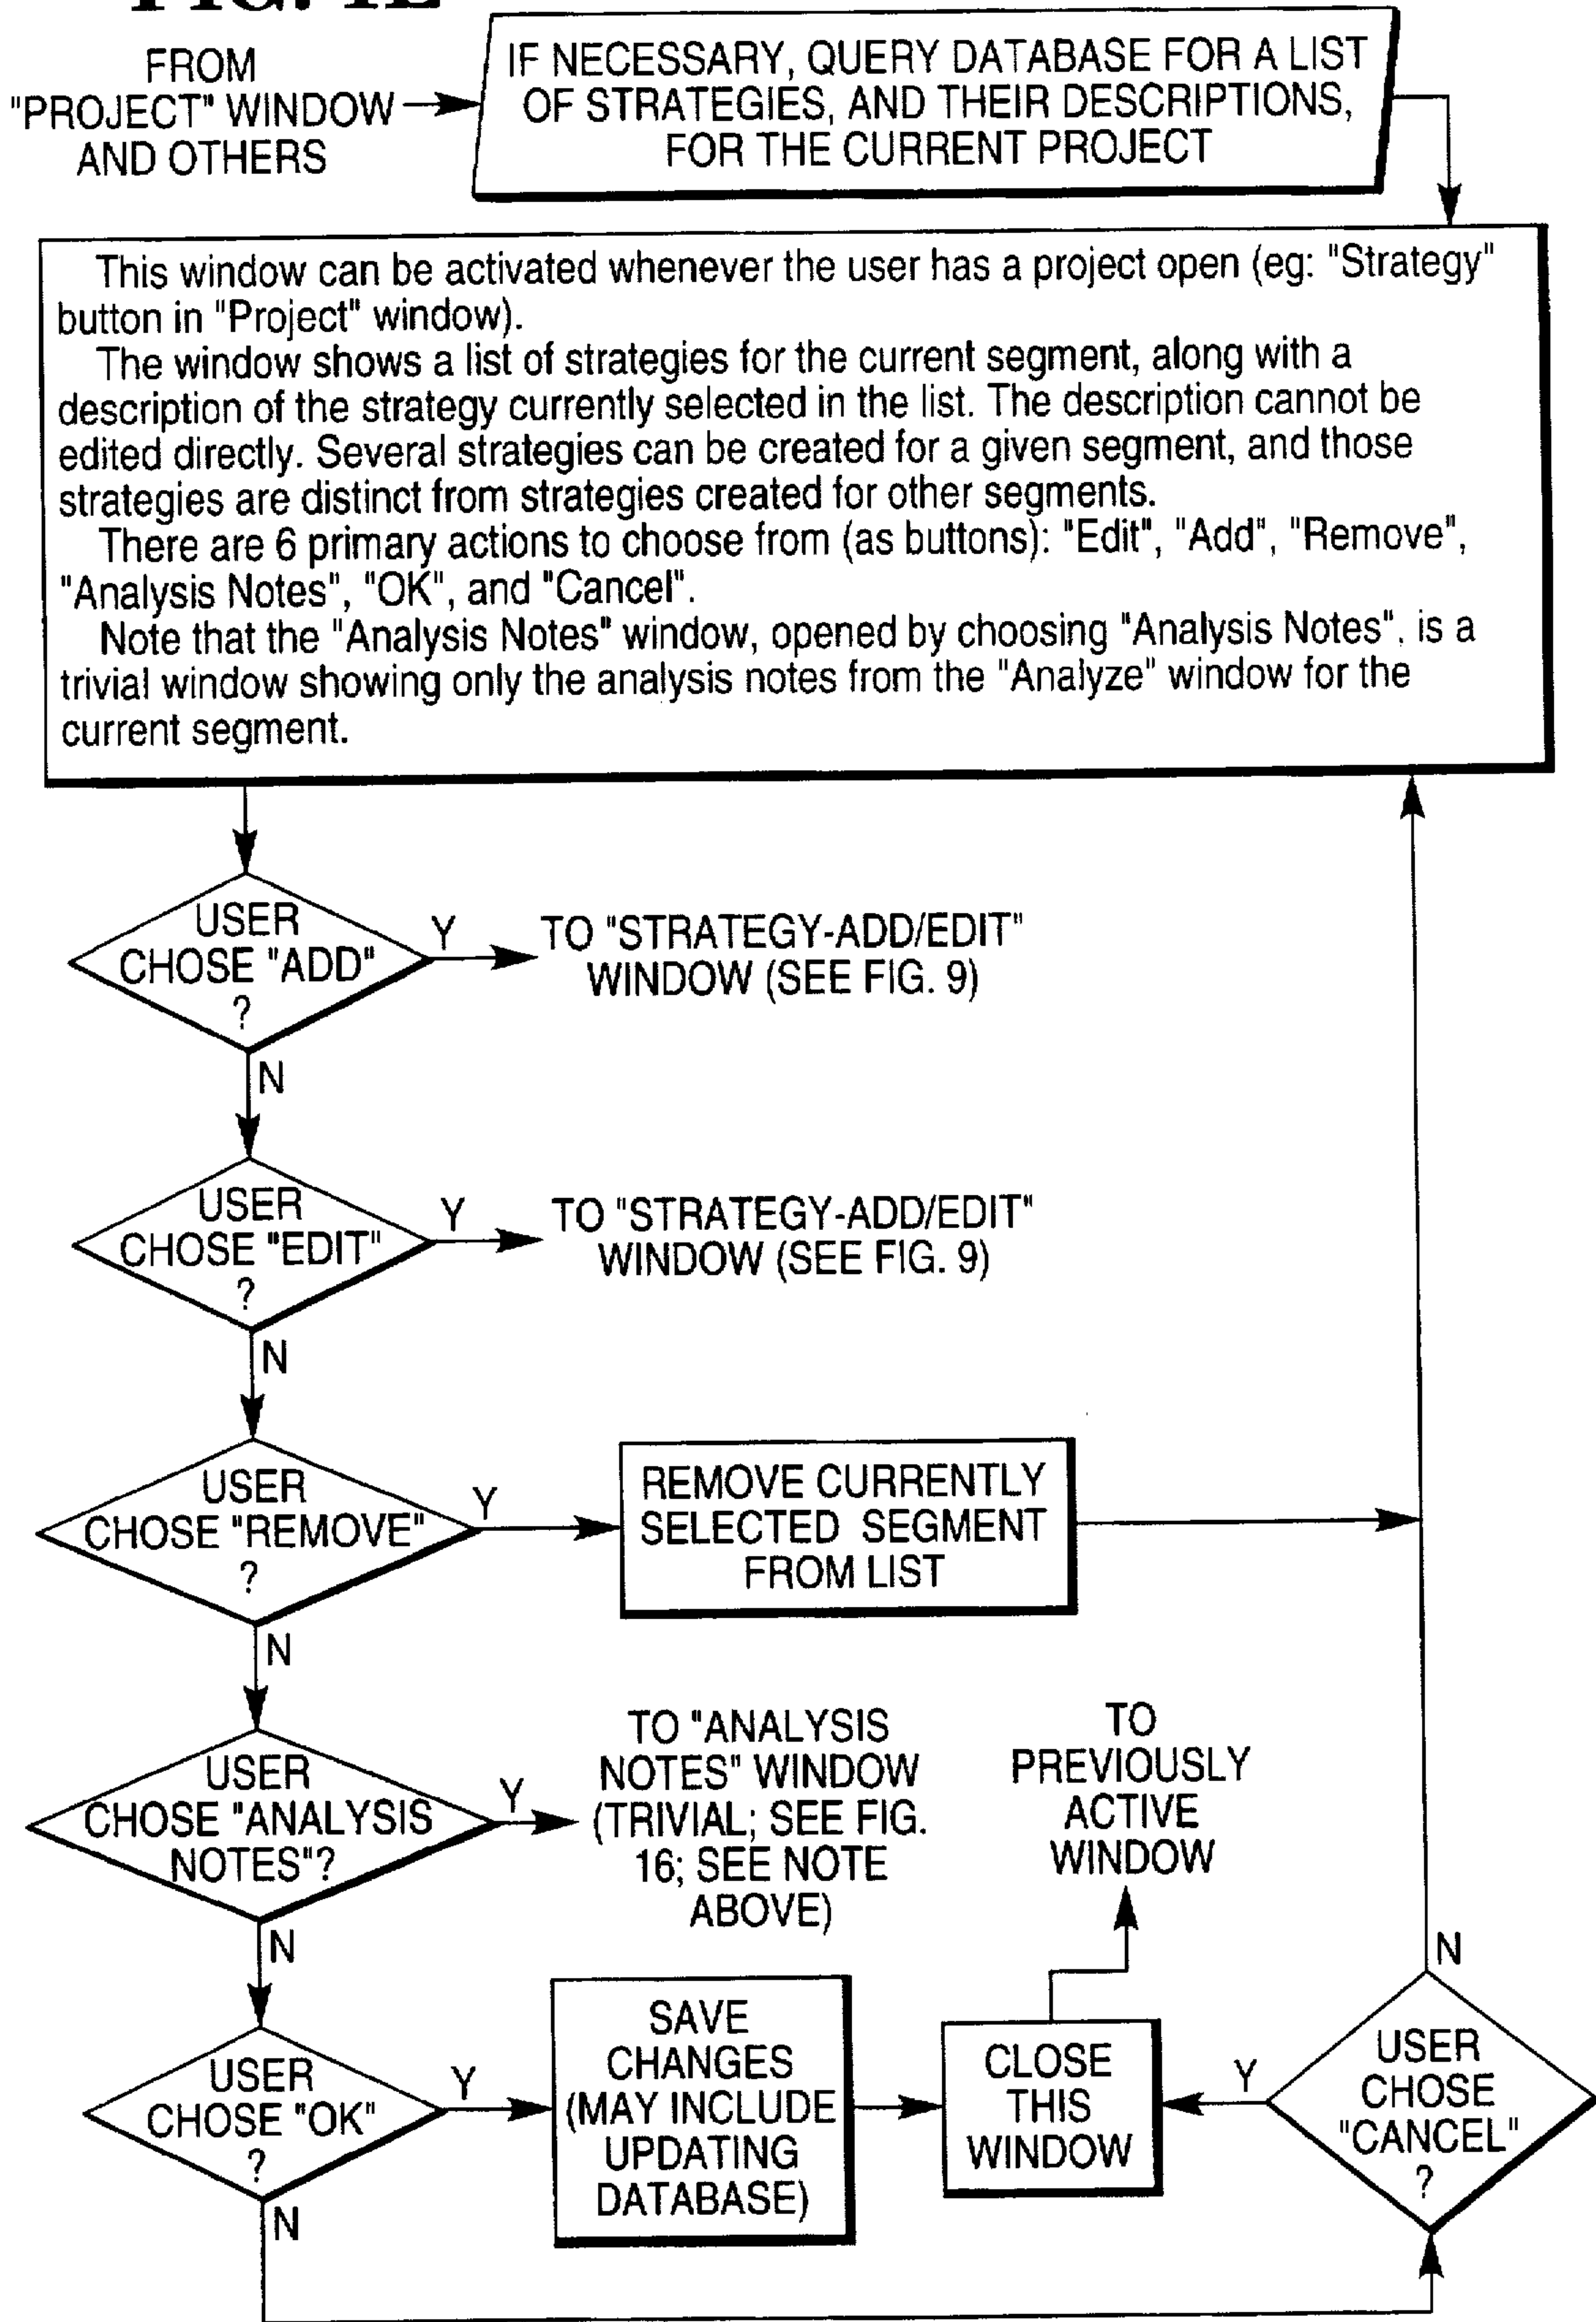 FROM
"PROJECT" WINDOW
AND OTHERS
IF NECESSARY, QUERY DATABASE FOR A LIST
OF STRATEGIES, AND THEIR DESCRIPTIONS,
FOR THE CURRENT PROJECT
This window can be activated whenever the user has a project open (eg: "Strategy"
button in "Project" window).
The window shows a list of strategies for the current segment, along with a
description of the strategy currently selected in the list. The description cannot be
edited directly. Several strategies can be created for a given segment, and those
strategies are distinct from strategies created for other segments.
There are 6 primary actions to choose from (as buttons): "Edit", "Add", "Remove",
"Analysis Notes", "OK", and "Cancel".
Note that the "Analysis Notes" window, opened by choosing "Analysis Notes", is a
trivial window showing only the analysis notes from the "Analyze" window for the
current segment.
USER
CHOSE "ADD"
?
Y
TO "STRATEGY-ADD/EDIT"
WINDOW (SEE FIG. 9)
N
USER
CHOSE "EDIT"
?
Y
TO "STRATEGY-ADD/EDIT"
WINDOW (SEE FIG. 9)
N
USER
CHOSE "REMOVE"
?
Y
REMOVE CURRENTLY
SELECTED SEGMENT
FROM LIST
N
USER
CHOSE "ANALYSIS
NOTES"?
Y
TO "ANALYSIS
NOTES" WINDOW
(TRIVIAL; SEE FIG.
16; SEE NOTE
ABOVE)
TO
PREVIOUSLY
ACTIVE
WINDOW
N
USER
CHOSE "OK"
?
Y
SAVE
CHANGES
(MAY INCLUDE
UPDATING
DATABASE)
CLOSE
THIS
WINDOW
Y
USER
CHOSE
"CANCEL"
?
N
N